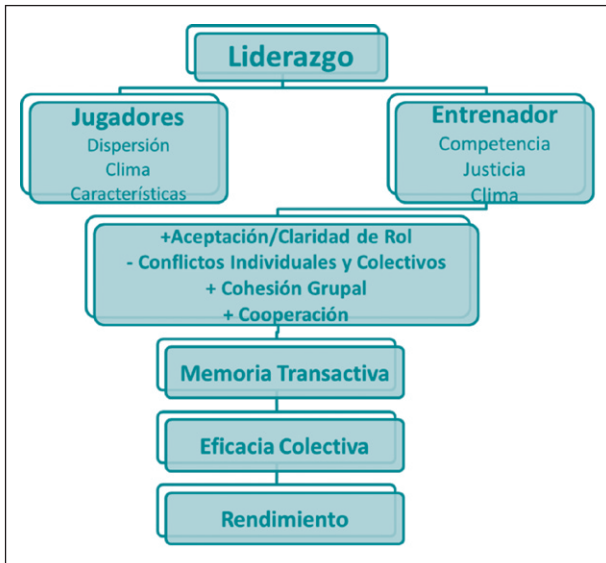 Liderazgo
Jugadores
Dispersión
Clima
Características
Entrenador
Competencia
Justicia
Clima
+Aceptación/Claridad de Rol
- Conflictos Individuales y Colectivos
+ Cohesión Grupal
+ Cooperación
Memoria Transactiva
Eficacia Colectiva
Rendimiento